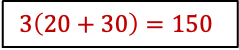 3(20 + 30) = 150